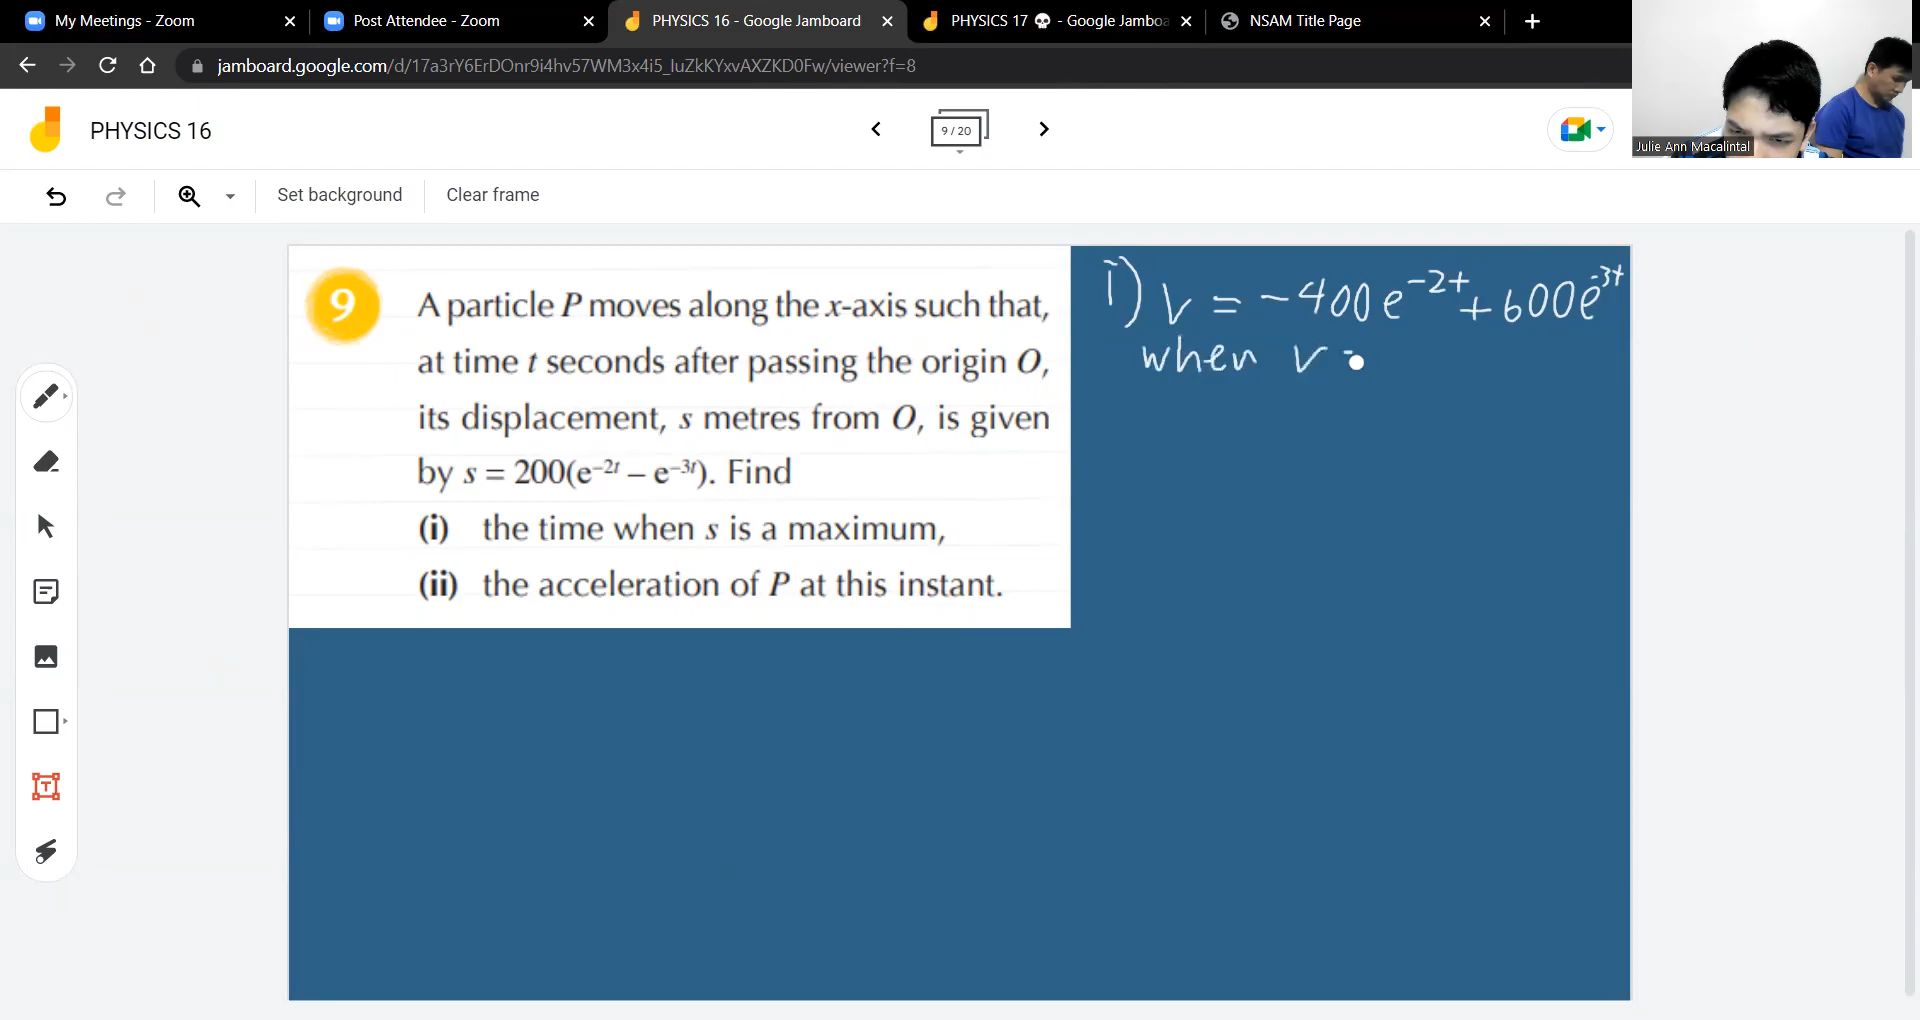 My Meetings - Zoom
Post Attendee - Zoom
PHYSICS 16 - Google Jamboard
PHYSICS 17 💀 - Google Jamboa
NSAM Title Page
jamboard.google.com/d/17a3rY6ErDOnr9i4hv57WM3x4i5_luZkKYxvAXZKD0Fw/viewer?f=8
Julie Ann Macalintal
PHYSICS 16
9 / 20
Set background
Clear frame
9
A particle P moves along the x-axis such that,
at time t seconds after passing the origin O,
its displacement, s metres from O, is given
by s = 200(e⁻²ᵗ – e⁻³ᵗ). Find
(i) the time when s is a maximum,
(ii) the acceleration of P at this instant.
i) v = -400e⁻²ᵗ + 600e⁻³ᵗ
when v =